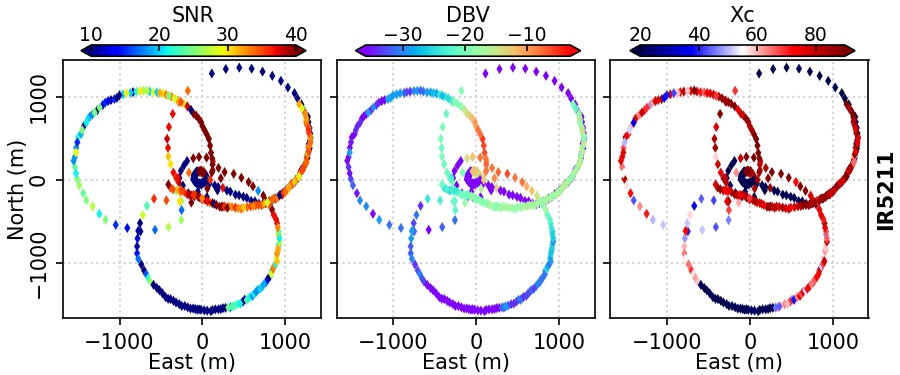 SNR
DBV
Xc
10 20 30 40
−30 −20 −10
20 40 60 80
1000
0
−1000
North (m)
−1000 0 1000
−1000 0 1000
−1000 0 1000
East (m)
East (m)
East (m)
IR5211